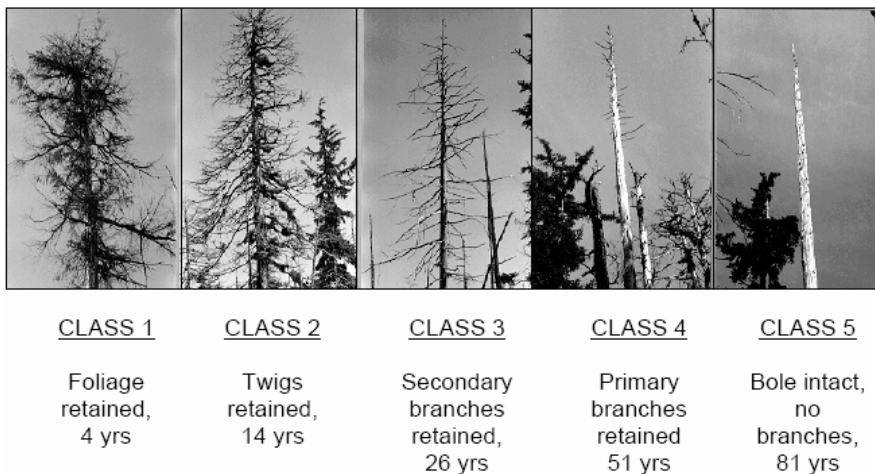 CLASS 1
Foliage
retained,
4 yrs
CLASS 2
Twigs
retained,
14 yrs
CLASS 3
Secondary
branches
retained,
26 yrs
CLASS 4
Primary
branches
retained
51 yrs
CLASS 5
Bole intact,
no
branches,
81 yrs